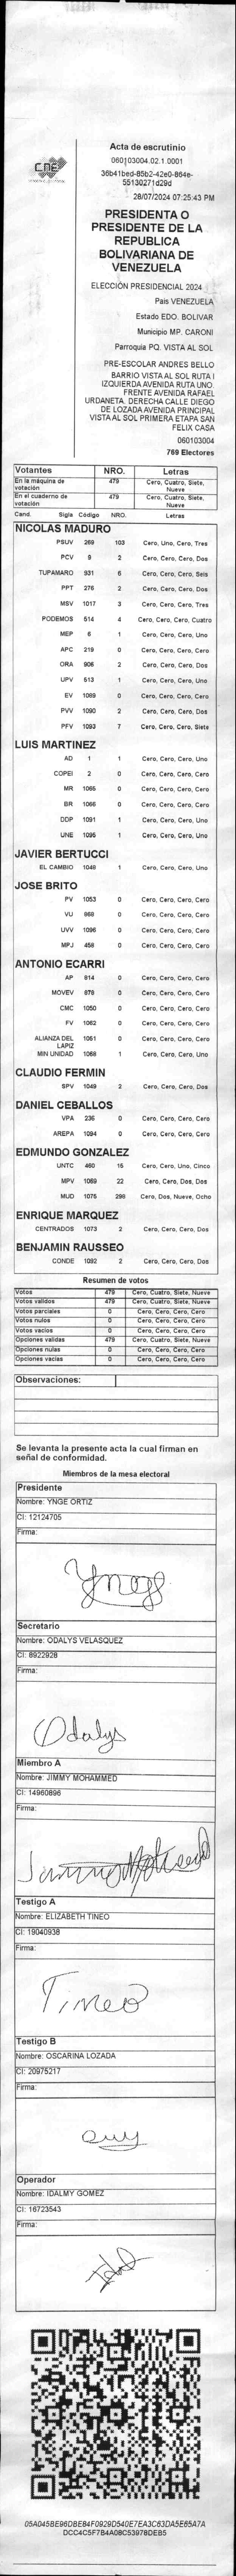 CNE
Acta de escrutinio
060103004.02.1.0001
36b41bed-85b2-42e0-864e-
55130271d29d
28/07/2024 07:25:43 PM
PRESIDENTA O
PRESIDENTE DE LA
REPUBLICA
BOLIVARIANA DE
VENEZUELA
ELECCIÓN PRESIDENCIAL 2024
Pais VENEZUELA
Estado EDO. BOLIVAR
Municipio MP. CARONI
Parroquia PQ. VISTA AL SOL
PRE-ESCOLAR ANDRES BELLO
BARRIO VISTA AL SOL RUTA I
IZQUIERDA AVENIDA RUTA UNO.
FRENTE AVENIDA RAFAEL
URDANETA. DERECHA CALLE DIEGO
DE LOZADA AVENIDA PRINCIPAL
VISTA AL SOL PRIMERA ETAPA SAN
FELIX CASA
060103004
769 Electores
Votantes NRO. Letras
En la máquina de votación 479 Cero, Cuatro, Siete, Nueve
En el cuaderno de votación 479 Cero, Cuatro, Siete, Nueve
Cand. Sigla Código NRO. Letras
NICOLAS MADURO
PSUV 269 103 Cero, Uno, Cero, Tres
PCV 9 2 Cero, Cero, Cero, Dos
TUPAMARO 931 6 Cero, Cero, Cero, Seis
PPT 276 2 Cero, Cero, Cero, Dos
MSV 1017 3 Cero, Cero, Cero, Tres
PODEMOS 514 4 Cero, Cero, Cero, Cuatro
MEP 6 1 Cero, Cero, Cero, Uno
APC 219 0 Cero, Cero, Cero, Cero
ORA 906 2 Cero, Cero, Cero, Dos
UPV 513 1 Cero, Cero, Cero, Uno
EV 1089 0 Cero, Cero, Cero, Cero
PVV 1090 2 Cero, Cero, Cero, Dos
PFV 1093 7 Cero, Cero, Cero, Siete
LUIS MARTINEZ
AD 1 1 Cero, Cero, Cero, Uno
COPEI 2 0 Cero, Cero, Cero, Cero
MR 1065 0 Cero, Cero, Cero, Cero
BR 1066 0 Cero, Cero, Cero, Cero
DDP 1091 1 Cero, Cero, Cero, Uno
UNE 1095 1 Cero, Cero, Cero, Uno
JAVIER BERTUCCI
EL CAMBIO 1048 1 Cero, Cero, Cero, Uno
JOSE BRITO
PV 1053 0 Cero, Cero, Cero, Cero
VU 868 0 Cero, Cero, Cero, Cero
UVV 1096 0 Cero, Cero, Cero, Cero
MPJ 458 0 Cero, Cero, Cero, Cero
ANTONIO ECARRI
AP 814 0 Cero, Cero, Cero, Cero
MOVEV 878 0 Cero, Cero, Cero, Cero
CMC 1050 0 Cero, Cero, Cero, Cero
FV 1062 0 Cero, Cero, Cero, Cero
ALIANZA DEL LAPIZ 1051 0 Cero, Cero, Cero, Cero
MIN UNIDAD 1068 1 Cero, Cero, Cero, Uno
CLAUDIO FERMIN
SPV 1049 2 Cero, Cero, Cero, Dos
DANIEL CEBALLOS
VPA 236 0 Cero, Cero, Cero, Cero
AREPA 1094 0 Cero, Cero, Cero, Cero
EDMUNDO GONZALEZ
UNTC 460 15 Cero, Cero, Uno, Cinco
MPV 1069 22 Cero, Cero, Dos, Dos
MUD 1075 298 Cero, Dos, Nueve, Ocho
ENRIQUE MARQUEZ
CENTRADOS 1073 2 Cero, Cero, Cero, Dos
BENJAMIN RAUSSEO
CONDE 1092 2 Cero, Cero, Cero, Dos
Resumen de votos
Votos 479 Cero, Cuatro, Siete, Nueve
Votos validos 479 Cero, Cuatro, Siete, Nueve
Votos parciales 0 Cero, Cero, Cero, Cero
Votos nulos 0 Cero, Cero, Cero, Cero
Votos vacios 0 Cero, Cero, Cero, Cero
Opciones validas 479 Cero, Cuatro, Siete, Nueve
Opciones nulas 0 Cero, Cero, Cero, Cero
Opciones vacias 0 Cero, Cero, Cero, Cero
Observaciones:
Se levanta la presente acta la cual firman en
señal de conformidad.
Miembros de la mesa electoral
Presidente
Nombre: YNGE ORTIZ
CI: 12124705
Firma:
Ynge
Secretario
Nombre: ODALYS VELASQUEZ
CI: 8922928
Firma:
Odalys
Miembro A
Nombre: JIMMY MOHAMMED
CI: 14960896
Firma:
Testigo A
Nombre: ELIZABETH TINEO
CI: 19040938
Firma:
Tineo
Testigo B
Nombre: OSCARINA LOZADA
CI: 20975217
Firma:
Operador
Nombre: IDALMY GOMEZ
CI: 16723543
Firma:
05A045BE96DBE84F0929D540E7EA3C63DA5E85A7A
DCC4C5F7B4A08C53978DEB5